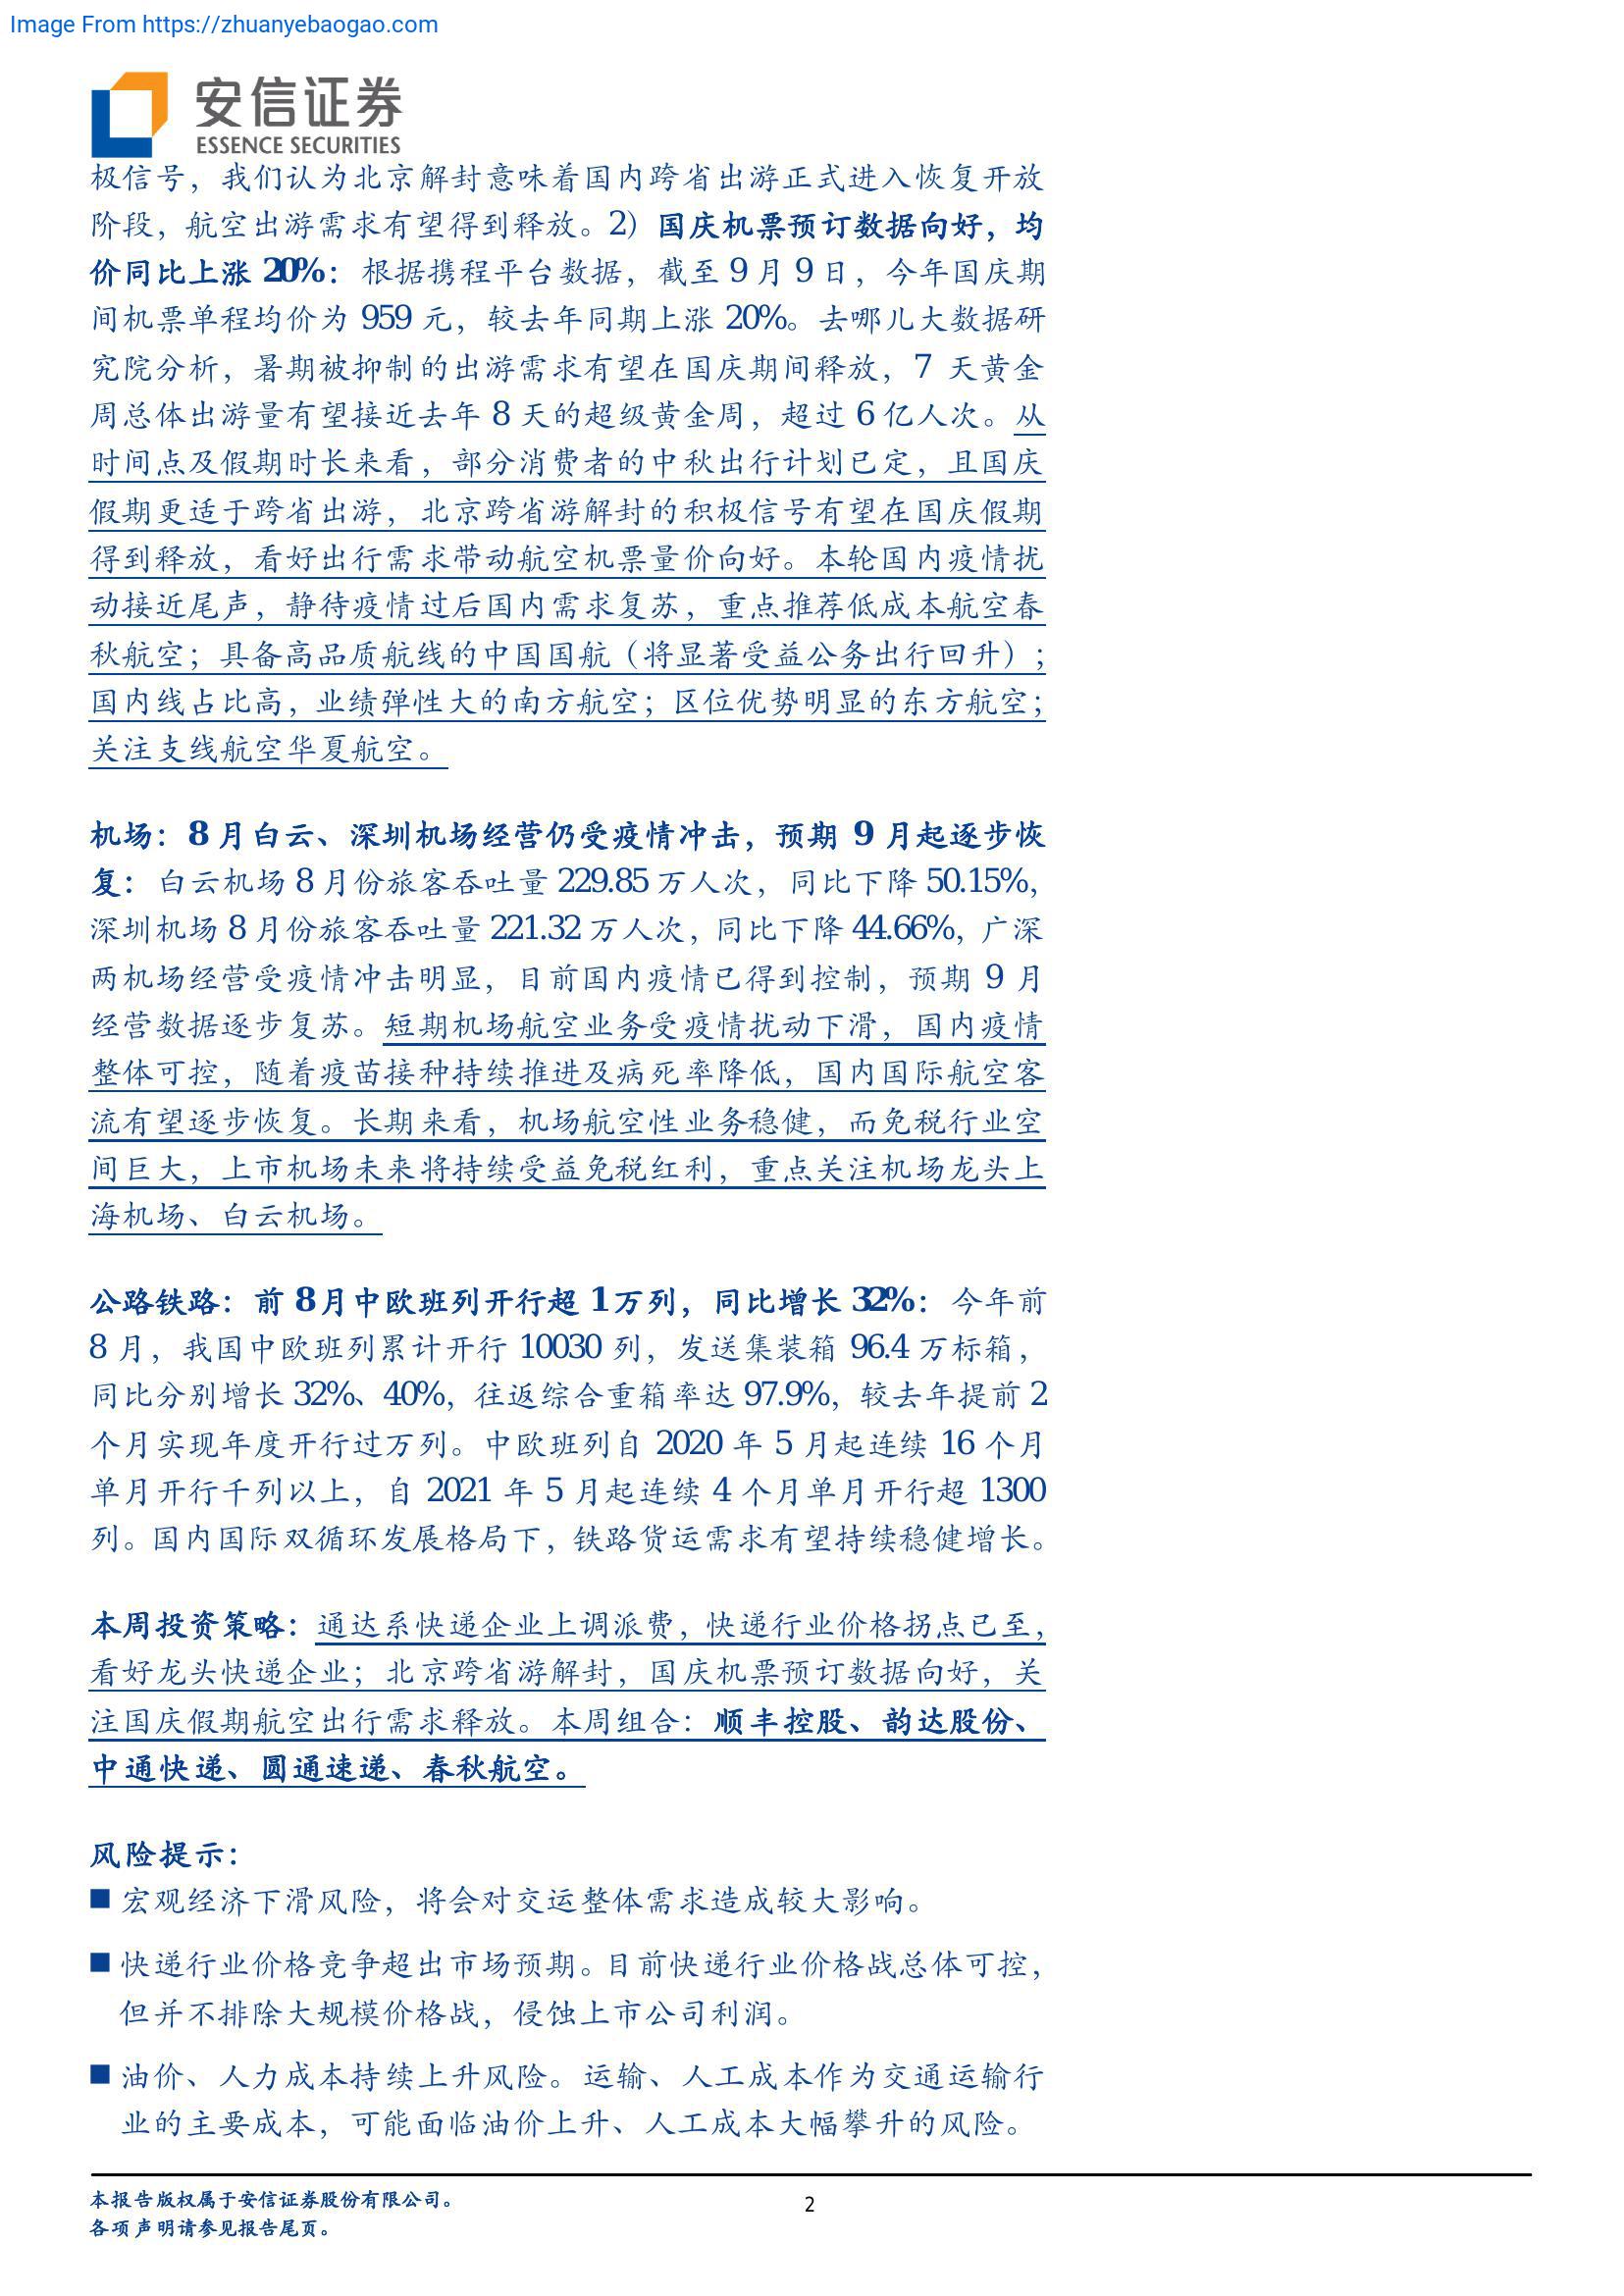 Image From https://zhuanyebaogao.com
安信证券
ESSENCE SECURITIES
极信号，我们认为北京解封意味着国内跨省出游正式进入恢复开放
阶段，航空出游需求有望得到释放。2）国庆机票预订数据向好，均
价同比上涨 20%：根据携程平台数据，截至 9 月 9 日，今年国庆期
间机票单程均价为 959 元，较去年同期上涨 20%。去哪儿大数据研
究院分析，暑期被抑制的出游需求有望在国庆期间释放，7 天黄金
周总体出游量有望接近去年 8 天的超级黄金周，超过 6 亿人次。从
时间点及假期时长来看，部分消费者的中秋出行计划已定，且国庆
假期更适于跨省出游，北京跨省游解封的积极信号有望在国庆假期
得到释放，看好出行需求带动航空机票量价向好。本轮国内疫情扰
动接近尾声，静待疫情过后国内需求复苏，重点推荐低成本航空春
秋航空；具备高品质航线的中国国航（将显著受益公务出行回升）；
国内线占比高，业绩弹性大的南方航空；区位优势明显的东方航空；
关注支线航空华夏航空。
机场：8 月白云、深圳机场经营仍受疫情冲击，预期 9 月起逐步恢
复：白云机场 8 月份旅客吞吐量 229.85 万人次，同比下降 50.15%，
深圳机场 8 月份旅客吞吐量 221.32 万人次，同比下降 44.66%，广深
两机场经营受疫情冲击明显，目前国内疫情已得到控制，预期 9 月
经营数据逐步复苏。短期机场航空业务受疫情扰动下滑，国内疫情
整体可控，随着疫苗接种持续推进及病死率降低，国内国际航空客
流有望逐步恢复。长期来看，机场航空性业务稳健，而免税行业空
间巨大，上市机场未来将持续受益免税红利，重点关注机场龙头上
海机场、白云机场。
公路铁路：前 8 月中欧班列开行超 1 万列，同比增长 32%：今年前
8 月，我国中欧班列累计开行 10030 列，发送集装箱 96.4 万标箱，
同比分别增长 32%、40%，往返综合重箱率达 97.9%，较去年提前 2
个月实现年度开行过万列。中欧班列自 2020 年 5 月起连续 16 个月
单月开行千列以上，自 2021 年 5 月起连续 4 个月单月开行超 1300
列。国内国际双循环发展格局下，铁路货运需求有望持续稳健增长。
本周投资策略：通达系快递企业上调派费，快递行业价格拐点已至，
看好龙头快递企业；北京跨省游解封，国庆机票预订数据向好，关
注国庆假期航空出行需求释放。本周组合：顺丰控股、韵达股份、
中通快递、圆通速递、春秋航空。
风险提示：
■ 宏观经济下滑风险，将会对交运整体需求造成较大影响。
■ 快递行业价格竞争超出市场预期。目前快递行业价格战总体可控，
但并不排除大规模价格战，侵蚀上市公司利润。
■ 油价、人力成本持续上升风险。运输、人工成本作为交通运输行
业的主要成本，可能面临油价上升、人工成本大幅攀升的风险。
本报告版权属于安信证券股份有限公司。
各项声明请参见报告尾页。
2